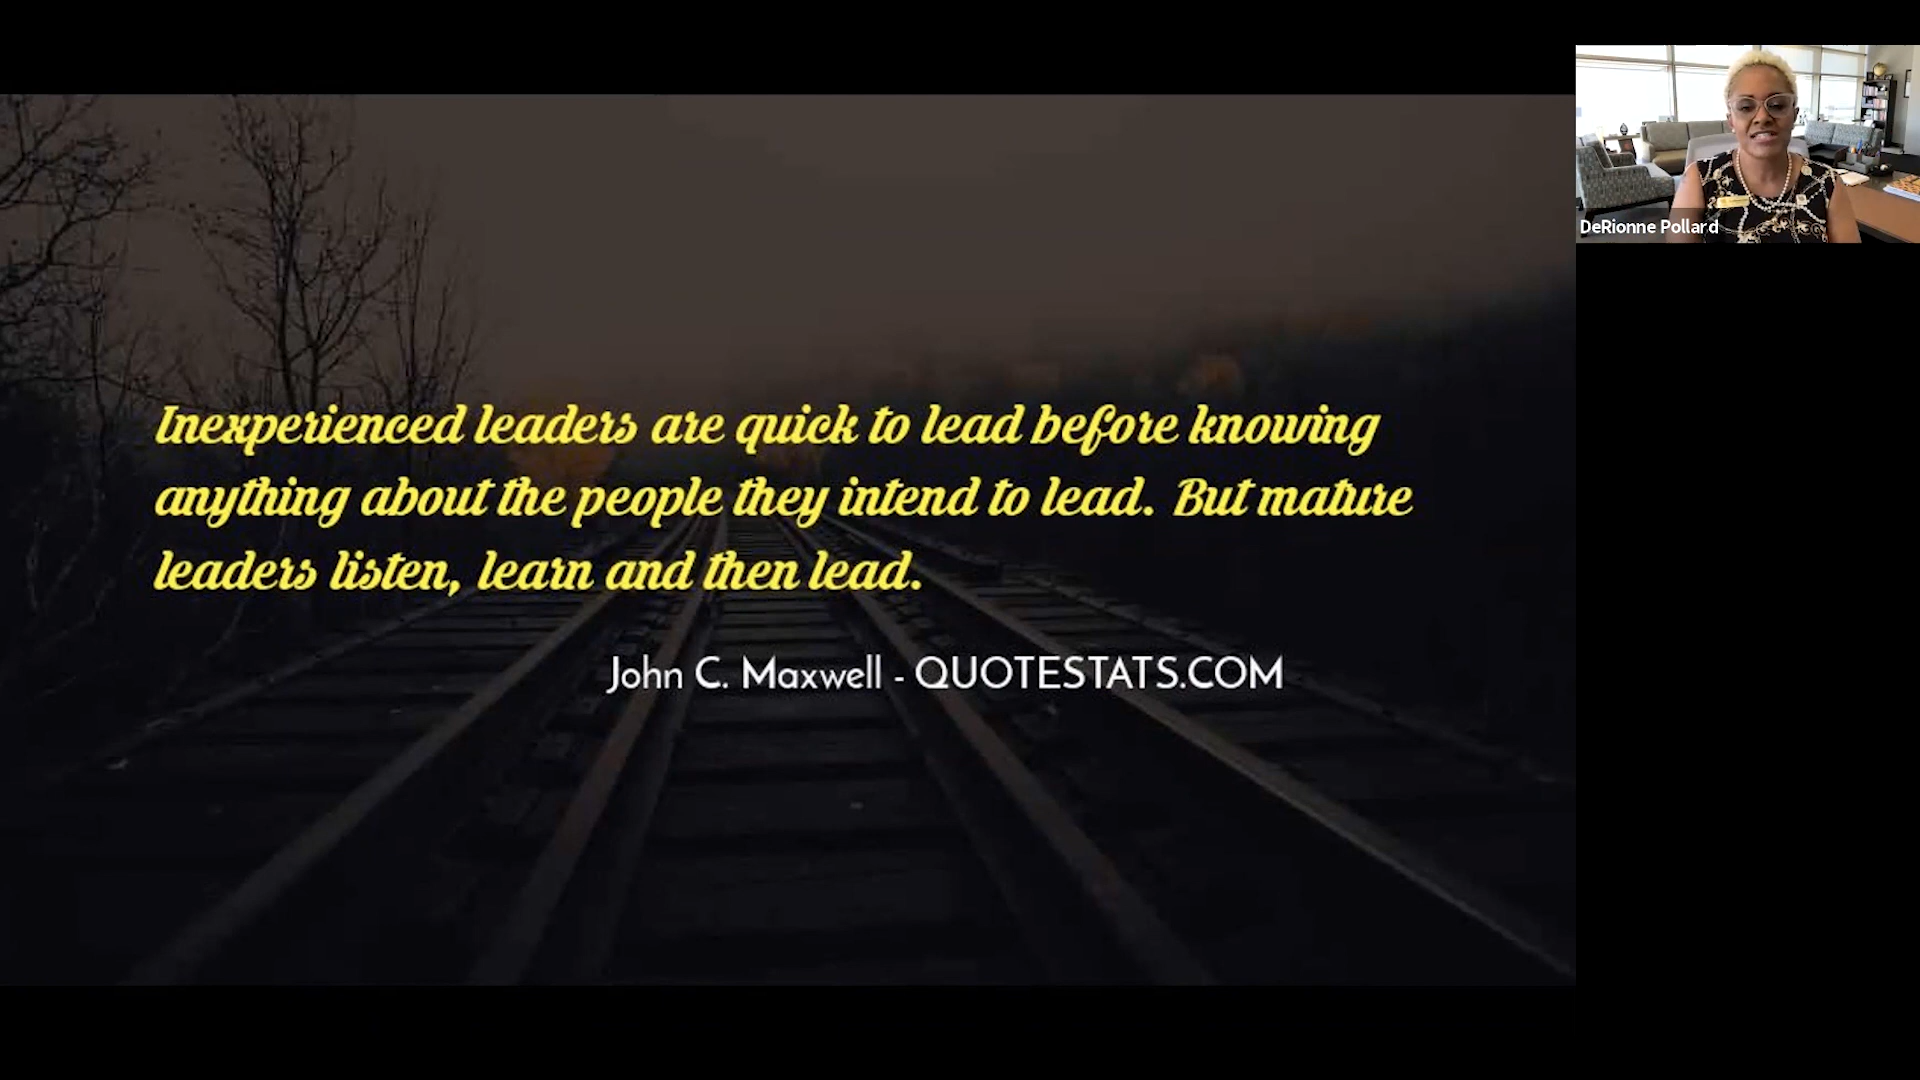 Inexperienced leaders are quick to lead before knowing
anything about the people they intend to lead. But mature
leaders listen, learn and then lead.
John C. Maxwell - QUOTESTATS.COM
DeRionne Pollard